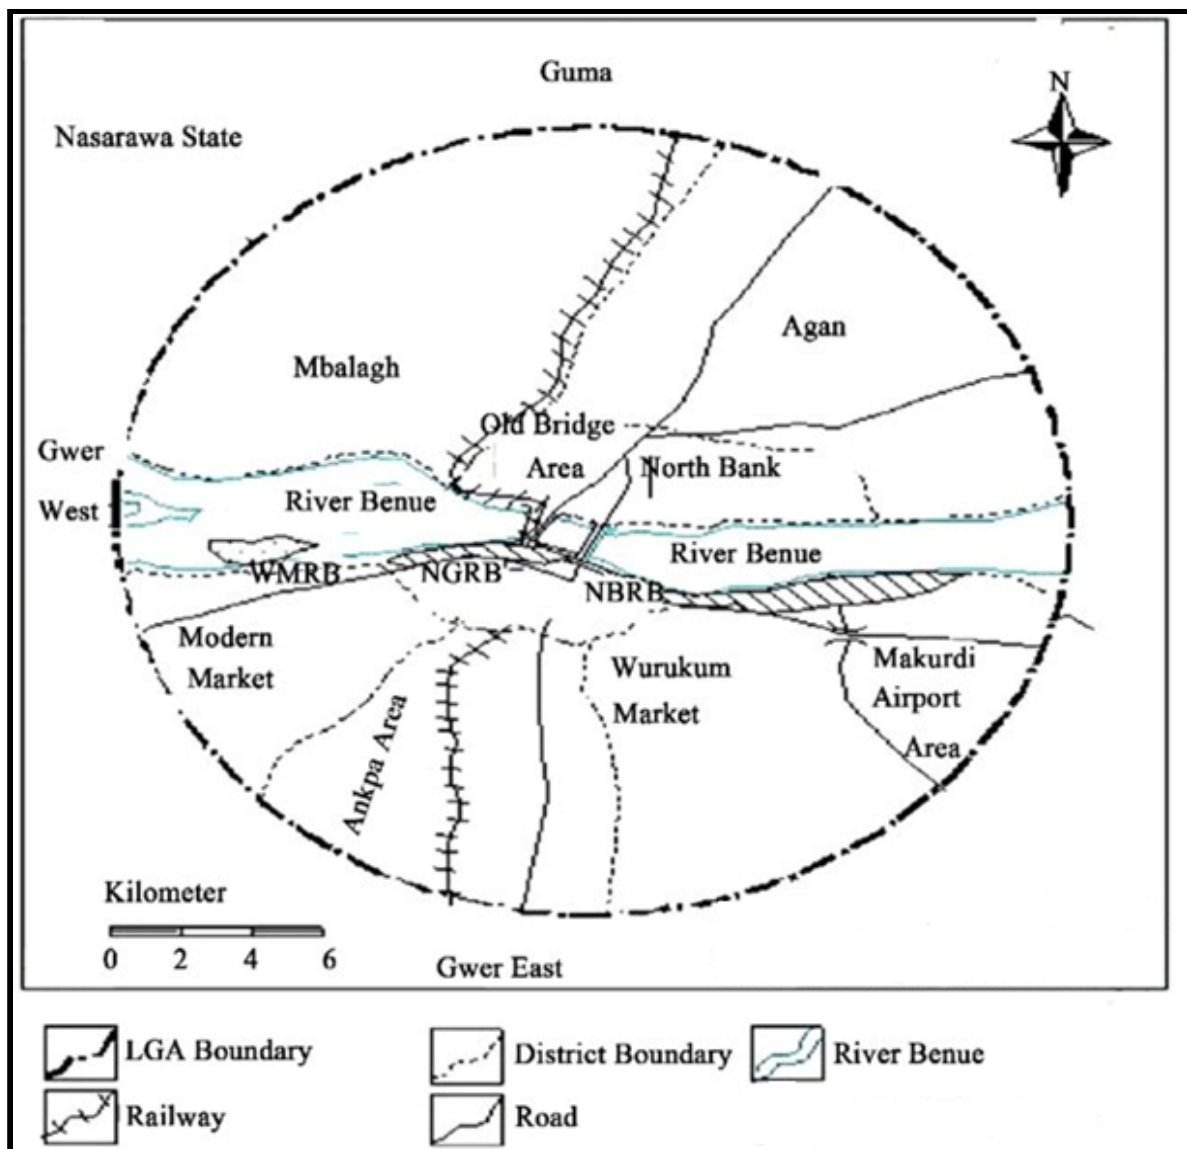 Guma
N
Nasarawa State
Agan
Mbalagh
Old Bridge
Area
North Bank
Gwer
West
River Benue
River Benue
WMRB
NGRB
NBRB
Modern
Market
Ankpa Area
Wurukum
Market
Makurdi
Airport
Area
Kilometer
0 2 4 6
Gwer East
LGA Boundary
District Boundary
River Benue
Railway
Road